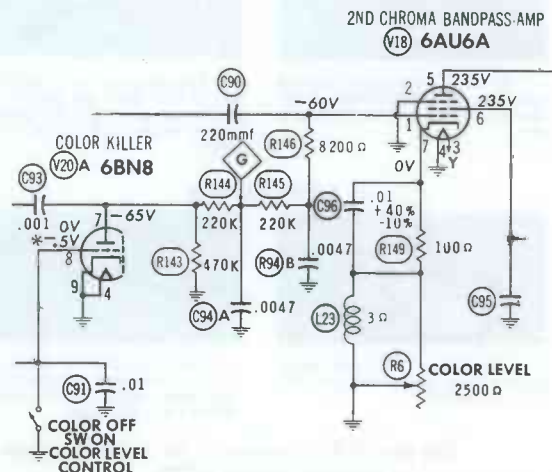 2ND CHROMA BANDPASS AMP
V18 6AU6A
5 235V
2
235V
6
1
7 4 3
Y
C90
-60V
220mmf
R146
8200Ω
0V
COLOR KILLER
V20 A 6BN8
G
C93
R144
R145
C96
.01
+40%
-10%
7 -65V
.001
0V
*-.5V
8
220K
220K
R149
100Ω
R143
470K
R94 B
.0047
9
4
C94 A
.0047
L23
3Ω
C95
R6
COLOR LEVEL
2500Ω
C91
.01
COLOR OFF
SW ON
COLOR LEVEL
CONTROL